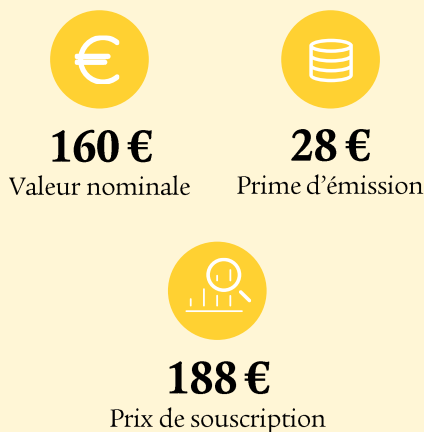 160 €
Valeur nominale
28 €
Prime d’émission
188 €
Prix de souscription